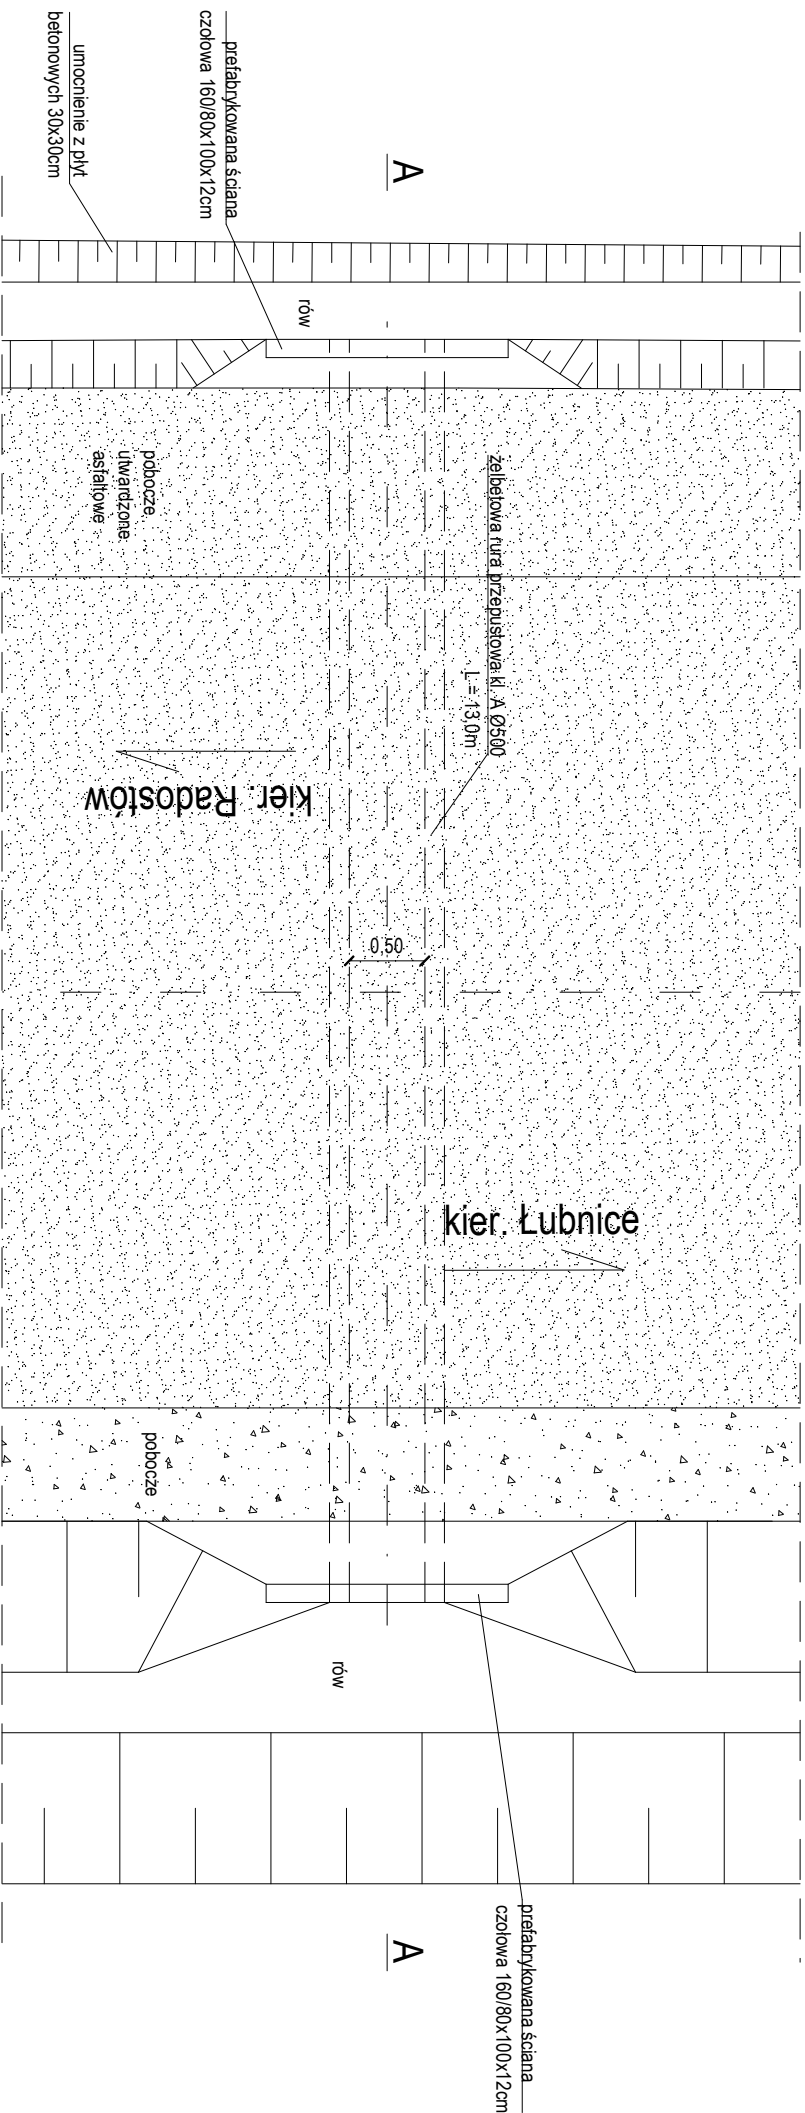 prefabrykowana ściana
czołowa 160/80x100x12cm
umocnienie z płyt
betonowych 30x30cm
A
rów
pobocze
utwardzone
asfaltowe
żelbetowa rura przepustowa kl. A Ø500
L = 13,0m
kier. Radostów
0,50
kier. Łubnice
pobocze
rów
prefabrykowana ściana
czołowa 160/80x100x12cm
A